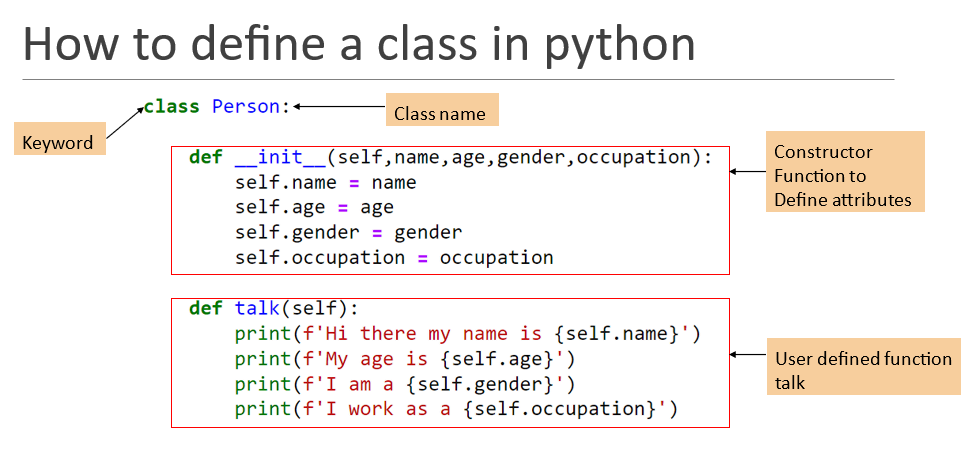 How to define a class in python
class Person:
Class name
Keyword
def __init__(self,name,age,gender,occupation):
self.name = name
self.age = age
self.gender = gender
self.occupation = occupation
Constructor
Function to
Define attributes
def talk(self):
print(f'Hi there my name is {self.name}')
print(f'My age is {self.age}')
print(f'I am a {self.gender}')
print(f'I work as a {self.occupation}')
User defined function
talk